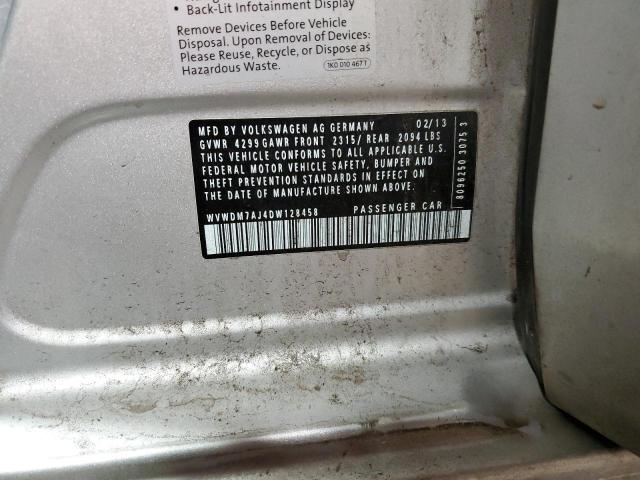 • Back-Lit Infotainment Display
Remove Devices Before Vehicle
Disposal. Upon Removal of Devices:
Please Reuse, Recycle, or Dispose as
Hazardous Waste.
1K0 010 467 T
MFD BY VOLKSWAGEN AG GERMANY 02/13
GVWR 4299 GAWR FRONT 2315/ REAR 2094 LBS
THIS VEHICLE CONFORMS TO ALL APPLICABLE U.S.
FEDERAL MOTOR VEHICLE SAFETY, BUMPER AND
THEFT PREVENTION STANDARDS IN EFFECT ON
THE DATE OF MANUFACTURE SHOWN ABOVE.
WVWDM7AJ4DW128458 PASSENGER CAR
8096250 3075 3